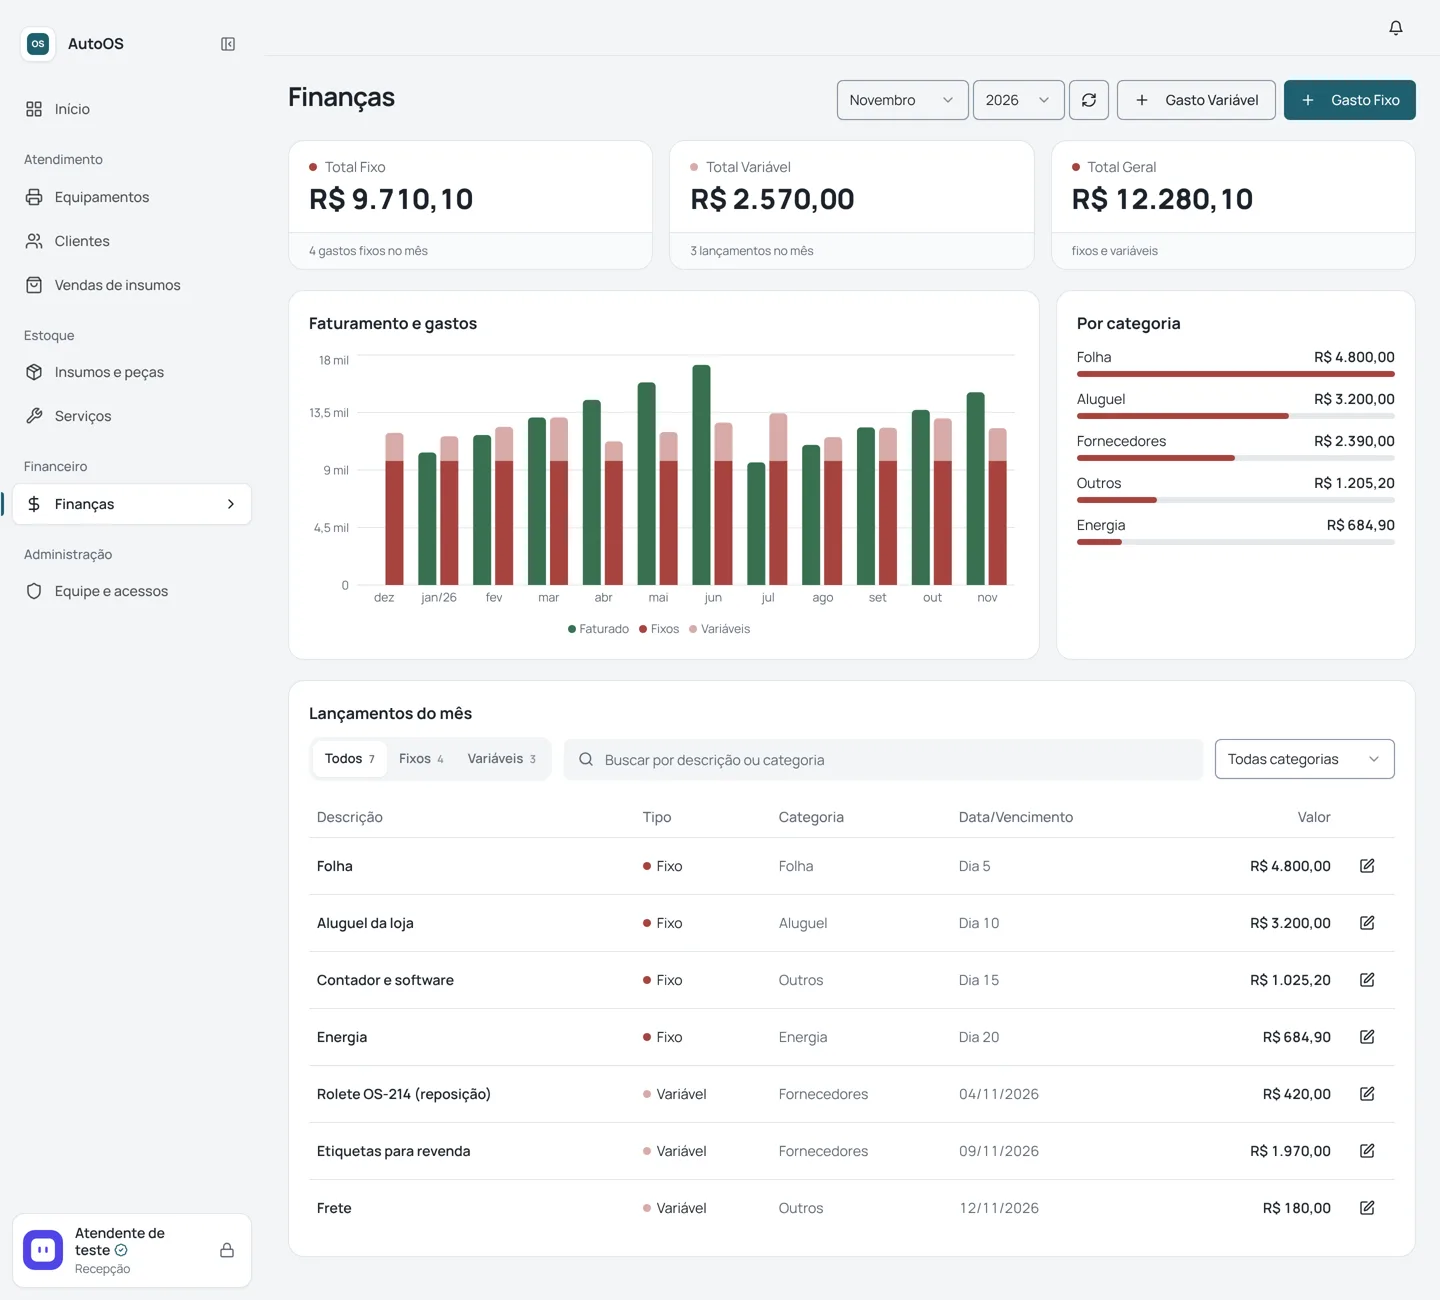 OS AutoOS
Início
Atendimento
Equipamentos
Clientes
Vendas de insumos
Estoque
Insumos e peças
Serviços
Financeiro
Finanças
Administração
Equipe e acessos
Atendente de
teste
Recepção
Finanças
Novembro
2026
Gasto Variável
Gasto Fixo
Total Fixo
R$ 9.710,10
4 gastos fixos no mês
Total Variável
R$ 2.570,00
3 lançamentos no mês
Total Geral
R$ 12.280,10
fixos e variáveis
Faturamento e gastos
18 mil
13,5 mil
9 mil
4,5 mil
0
dez jan/26 fev mar abr mai jun jul ago set out nov
Faturado Fixos Variáveis
Por categoria
Folha R$ 4.800,00
Aluguel R$ 3.200,00
Fornecedores R$ 2.390,00
Outros R$ 1.205,20
Energia R$ 684,90
Lançamentos do mês
Todos 7 Fixos 4 Variáveis 3
Buscar por descrição ou categoria
Todas categorias
Descrição Tipo Categoria Data/Vencimento Valor
Folha Fixo Folha Dia 5 R$ 4.800,00
Aluguel da loja Fixo Aluguel Dia 10 R$ 3.200,00
Contador e software Fixo Outros Dia 15 R$ 1.025,20
Energia Fixo Energia Dia 20 R$ 684,90
Rolete OS-214 (reposição) Variável Fornecedores 04/11/2026 R$ 420,00
Etiquetas para revenda Variável Fornecedores 09/11/2026 R$ 1.970,00
Frete Variável Outros 12/11/2026 R$ 180,00